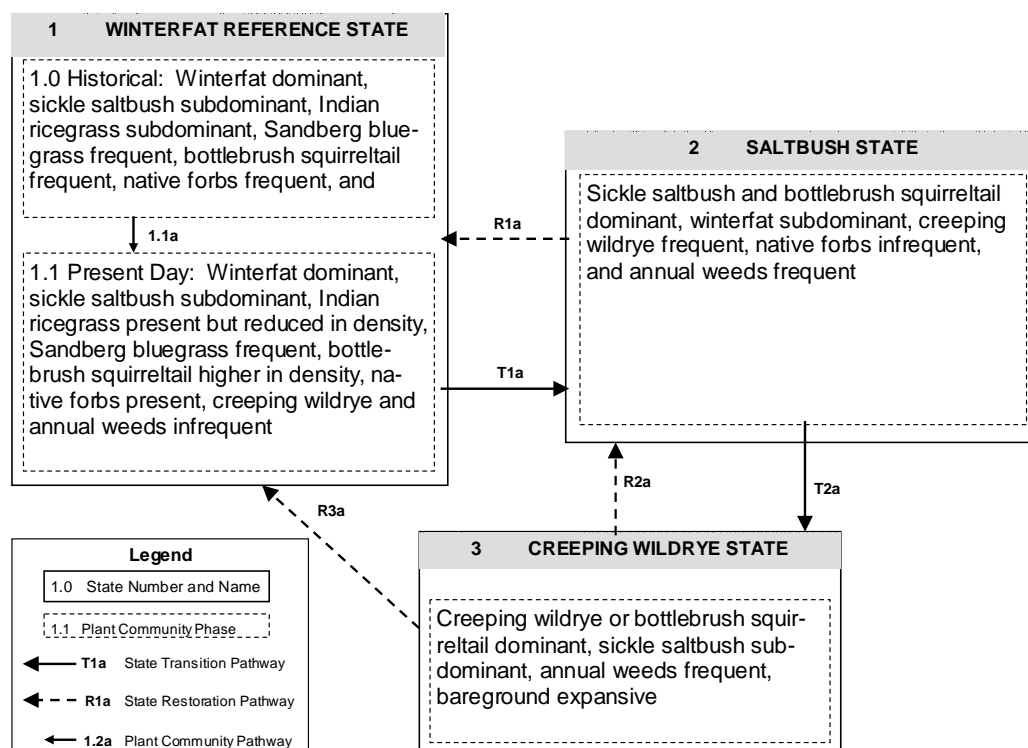 1 WINTERFAT REFERENCE STATE
1.0 Historical: Winterfat dominant,
sickle saltbush subdominant, Indian
ricegrass subdominant, Sandberg blue-
grass frequent, bottlebrush squirreltail
frequent, native forbs frequent, and
1.1a
1.1 Present Day: Winterfat dominant,
sickle saltbush subdominant, Indian
ricegrass present but reduced in density,
Sandberg bluegrass frequent, bottle-
brush squirreltail higher in density, na-
tive forbs present, creeping wildrye and
annual weeds infrequent
R1a
T1a
2 SALTBUSH STATE
Sickle saltbush and bottlebrush squirreltail
dominant, winterfat subdominant, creeping
wildrye frequent, native forbs infrequent,
and annual weeds frequent
R3a
R2a
T2a
3 CREEPING WILDRYE STATE
Creeping wildrye or bottlebrush squir-
reltail dominant, sickle saltbush sub-
dominant, annual weeds frequent,
bareground expansive
Legend
1.0 State Number and Name
1.1 Plant Community Phase
T1a State Transition Pathway
R1a State Restoration Pathway
1.2a Plant Community Pathway